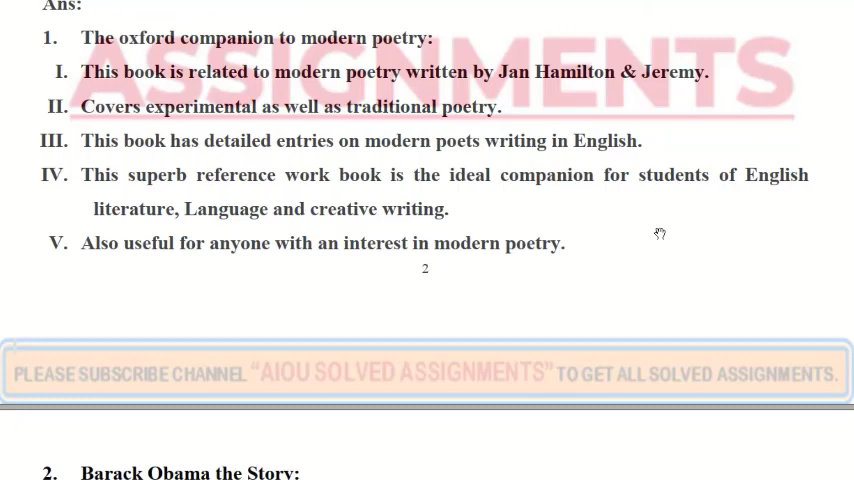 Ans:
ASSIGNMENTS
1. The oxford companion to modern poetry:
I. This book is related to modern poetry written by Jan Hamilton & Jeremy.
II. Covers experimental as well as traditional poetry.
III. This book has detailed entries on modern poets writing in English.
IV. This superb reference work book is the ideal companion for students of English
literature, Language and creative writing.
V. Also useful for anyone with an interest in modern poetry.
2
PLEASE SUBSCRIBE CHANNEL "AIOU SOLVED ASSIGNMENTS" TO GET ALL SOLVED ASSIGNMENTS.
2. Barack Obama the Story: